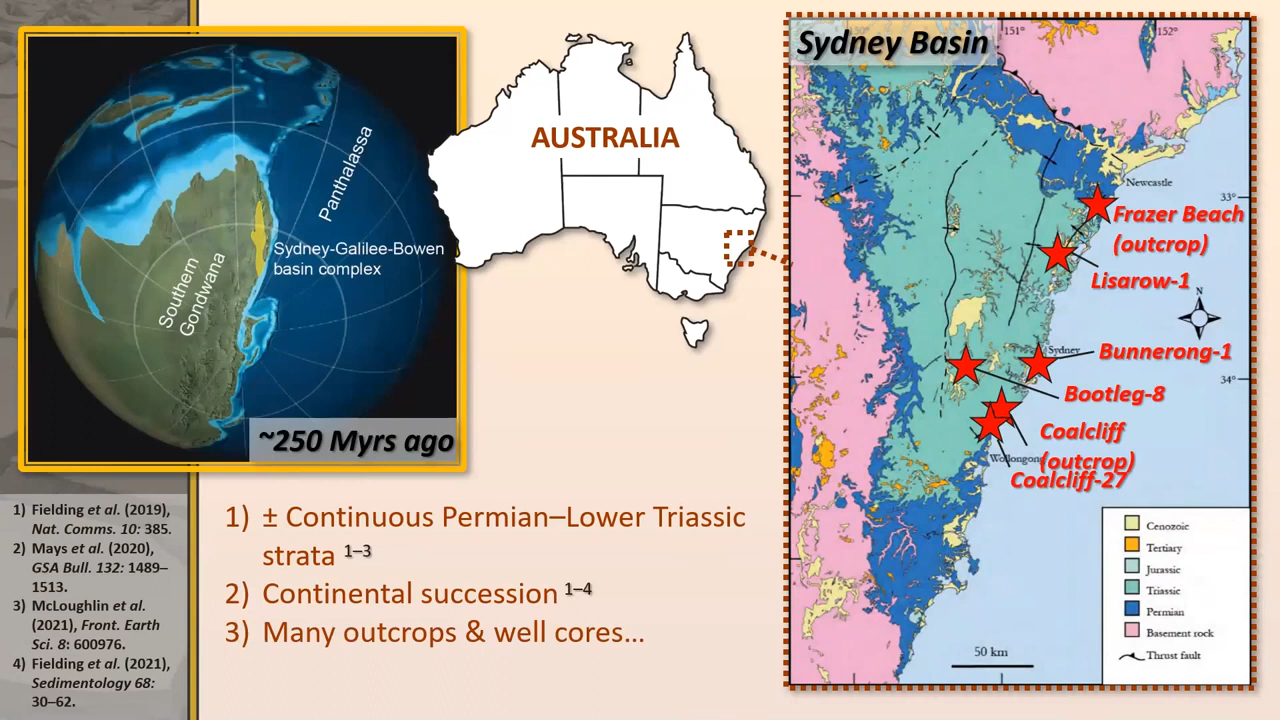 Panthalassa
Sydney-Galilee-Bowen
basin complex
Southern
Gondwana
~250 Myrs ago
AUSTRALIA
Sydney Basin
151°
152°
Newcastle
33°
Frazer Beach
(outcrop)
Lisarow-1
N
Sydney
Bunnerong-1
34°
Bootleg-8
Coalcliff
(outcrop)
Wollongong
Coalcliff-27
Cenozoic
Tertiary
Jurassic
Triassic
Permian
Basement rock
Thrust fault
50 km
1) ± Continuous Permian–Lower Triassic
strata 1–3
2) Continental succession 1–4
3) Many outcrops & well cores…
1) Fielding et al. (2019),
Nat. Comms. 10: 385.
2) Mays et al. (2020),
GSA Bull. 132: 1489–
1513.
3) McLoughlin et al.
(2021), Front. Earth
Sci. 8: 600976.
4) Fielding et al. (2021),
Sedimentology 68:
30–62.